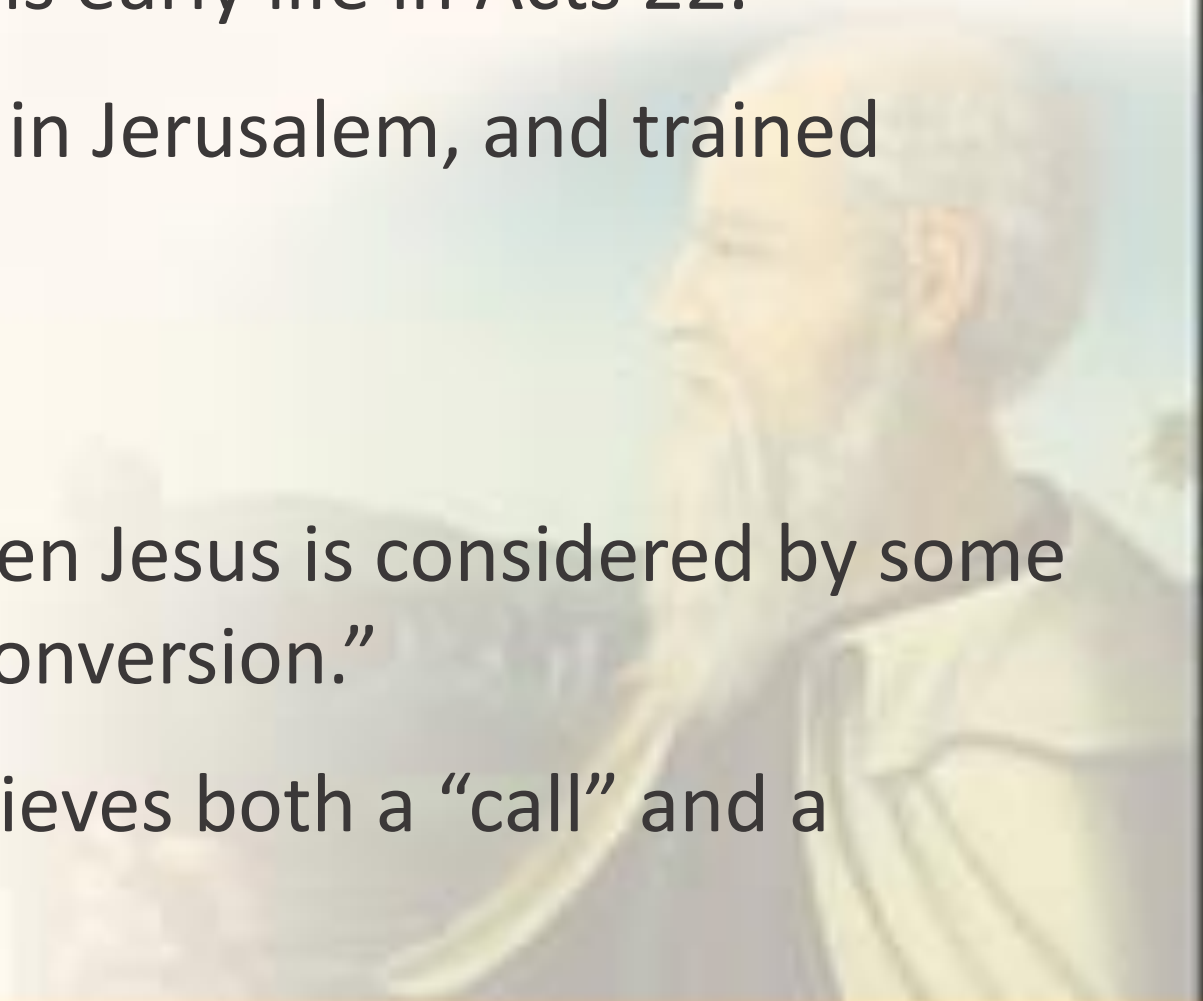 early life in Acts 22.
in Jerusalem, and trained
en Jesus is considered by some
onversion.”
ieves both a “call” and a